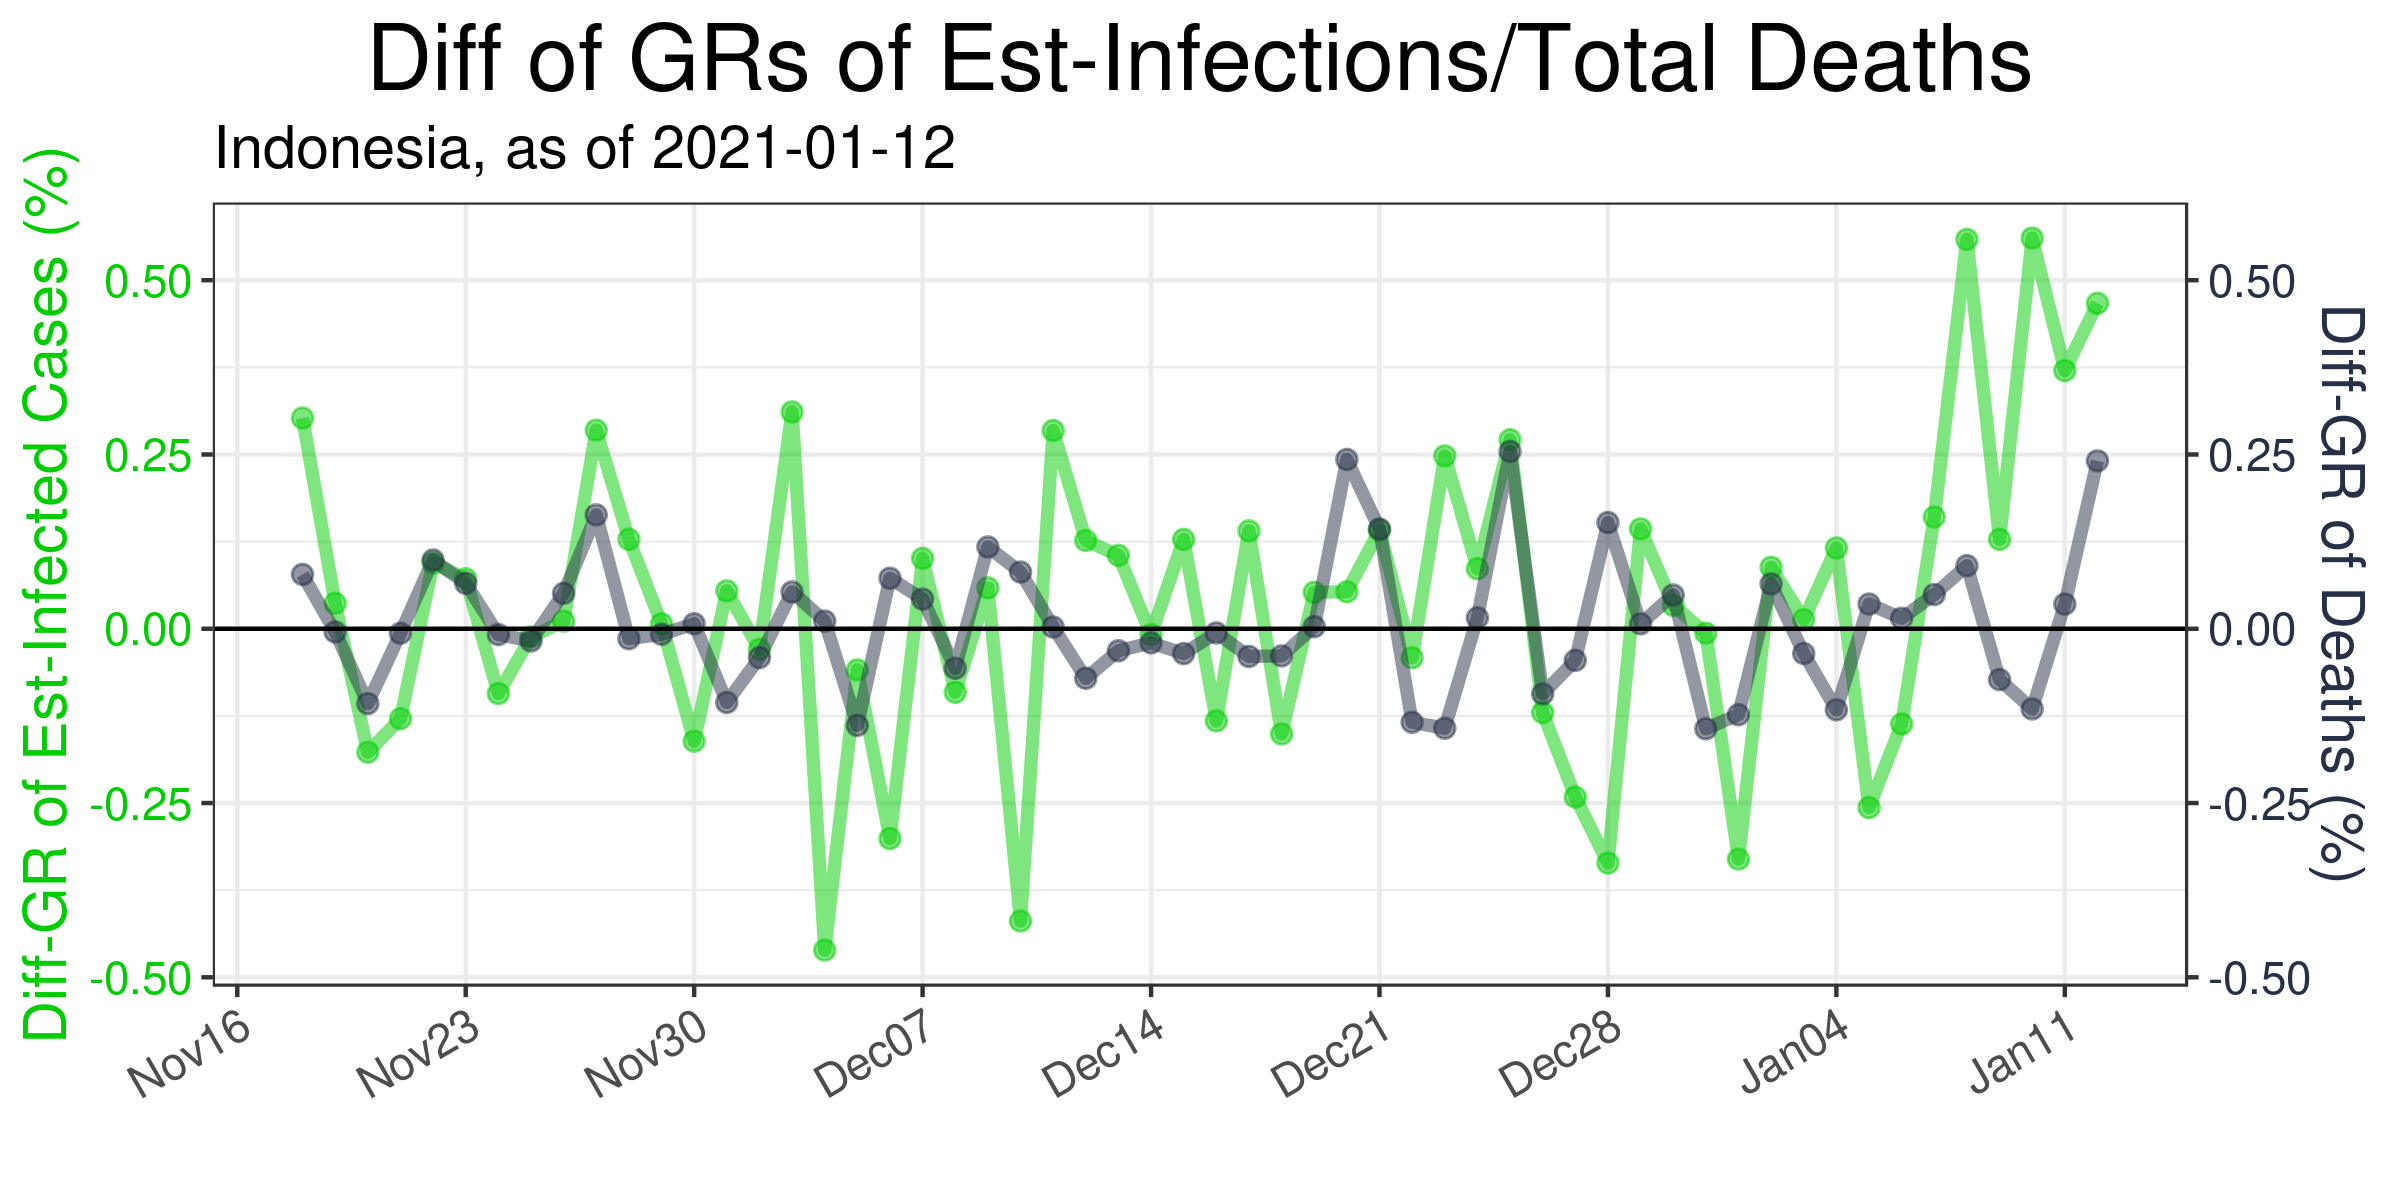 Diff of GRs of Est-Infections/Total Deaths
Indonesia, as of 2021-01-12
Diff-GR of Est-Infected Cases (%)
0.50
0.25
0.00
-0.25
-0.50
0.50
0.25
0.00
-0.25
-0.50
Diff-GR of Deaths (%)
Nov16
Nov23
Nov30
Dec07
Dec14
Dec21
Dec28
Jan04
Jan11